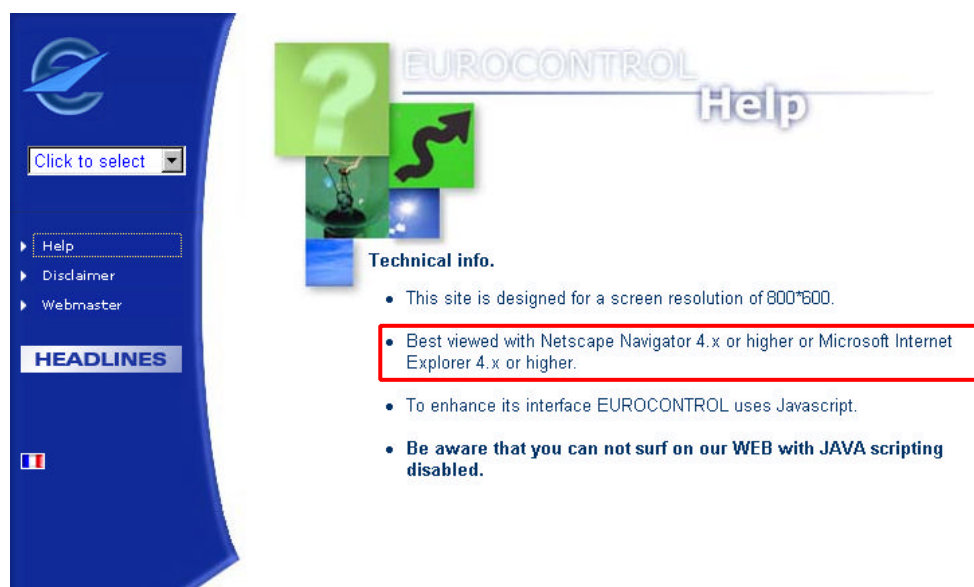 EUROCONTROL
Help
Click to select
Help
Disclaimer
Webmaster
HEADLINES
Technical info.
This site is designed for a screen resolution of 800*600.
Best viewed with Netscape Navigator 4.x or higher or Microsoft Internet
Explorer 4.x or higher.
To enhance its interface EUROCONTROL uses Javascript.
Be aware that you can not surf on our WEB with JAVA scripting
disabled.